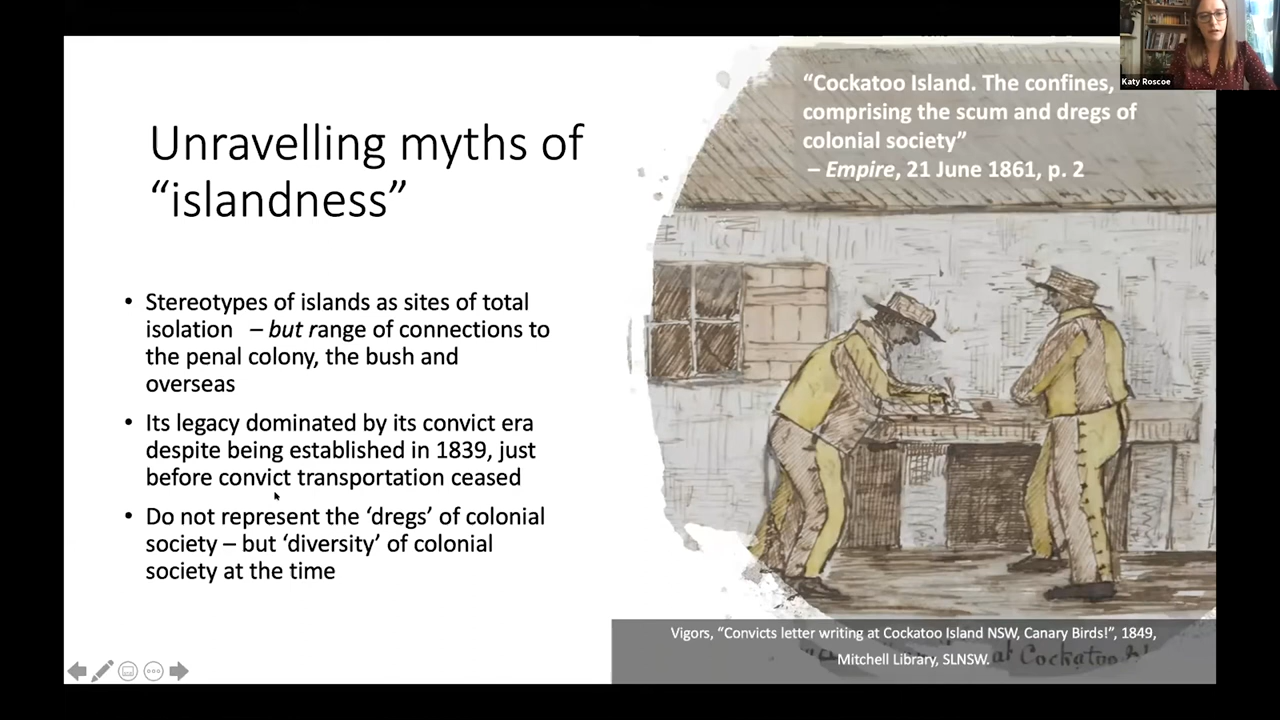 Unravelling myths of
“islandness”
• Stereotypes of islands as sites of total
isolation – but range of connections to
the penal colony, the bush and
overseas
• Its legacy dominated by its convict era
despite being established in 1839, just
before convict transportation ceased
• Do not represent the ‘dregs’ of colonial
society – but ‘diversity’ of colonial
society at the time
“Cockatoo Island. The confines,
comprising the scum and dregs of
colonial society”
– Empire, 21 June 1861, p. 2
Katy Roscoe
Vigors, “Convicts letter writing at Cockatoo Island NSW, Canary Birds!”, 1849,
Mitchell Library, SLNSW.
at Cockatoo